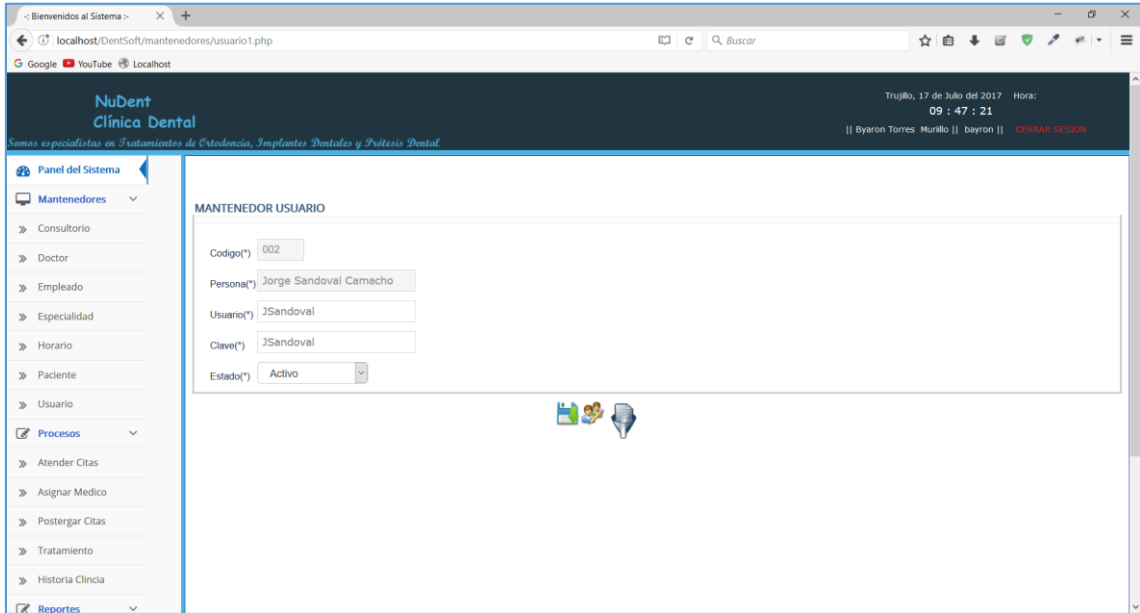 -: Bienvenidos al Sistema :-
localhost/DentSoft/mantenedores/usuario1.php
Buscar
Google YouTube Localhost
NuDent
Clínica Dental
Somos especialistas en Tratamientos de Ortodoncia, Implantes Dentales y Prótesis Dental
Trujillo, 17 de Julio del 2017 Hora:
09 : 47 : 21
|| Byaron Torres Murillo || bayron || CERRAR SESION
Panel del Sistema
Mantenedores
Consultorio
Doctor
Empleado
Especialidad
Horario
Paciente
Usuario
Procesos
Atender Citas
Asignar Medico
Postergar Citas
Tratamiento
Historia Clincia
Reportes
MANTENEDOR USUARIO
Codigo(*) 002
Persona(*) Jorge Sandoval Camacho
Usuario(*) JSandoval
Clave(*) JSandoval
Estado(*) Activo